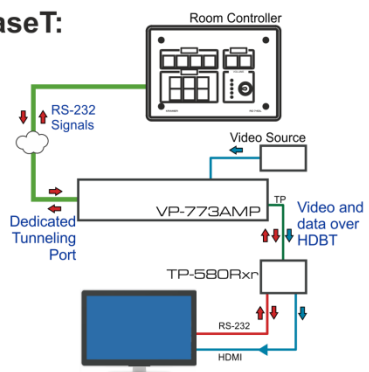 aseT:
Room Controller
RS-232
Signals
Video Source
VP-773AMP
TP
Dedicated
Tunneling
Port
Video and
data over
HDBT
TP-580Rxr
RS-232
HDMI